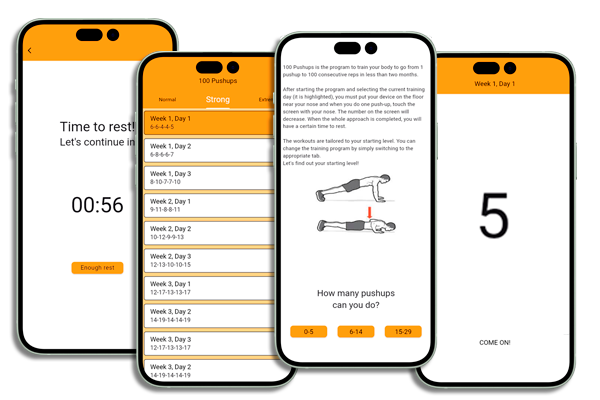 Time to rest!
Let's continue in
00:56
Enough rest
100 Pushups
Normal
Strong
Week 1, Day 1
6-6-4-4-5
Week 1, Day 2
6-8-6-6-7
Week 1, Day 3
8-10-7-7-10
Week 2, Day 1
9-11-8-8-11
Week 2, Day 2
10-12-9-9-13
Week 2, Day 3
12-13-10-10-15
Week 3, Day 1
12-17-13-13-17
Week 3, Day 2
14-19-14-14-19
Week 3, Day 3
12-17-13-13-17
Week 3, Day 2
14-19-14-14-19
100 Pushups is the program to train your body to go from 1
pushup to 100 consecutive reps in less than two months.
After starting the program and selecting the current training
day (it is highlighted), you must put your device on the floor
near your nose and when you do one push-up, touch the
screen with your nose. The number on the screen will
decrease. When the whole approach is completed, you will
have a certain time to rest.
The workouts are tailored to your starting level. You can
change the training program by simply switching to the
appropriate tab.
Let's find out your starting level!
How many pushups
can you do?
0-5
6-14
15-29
Week 1, Day 1
5
COME ON!